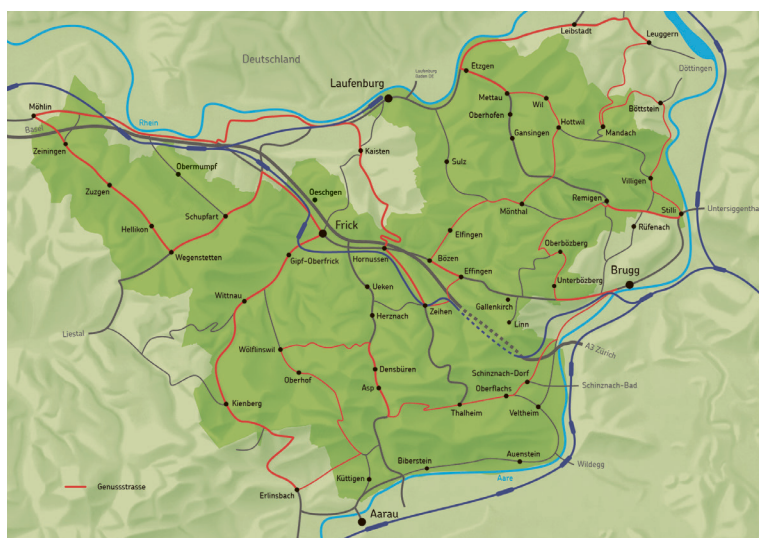 Leibstadt
Leuggern
Deutschland
Etzgen
Döttingen
Laufenburg
Mettau
Wil
Böttstein
Möhlin
Rhein
Oberhofen
Hottwil
Basel
Gansingen
Mandach
Zeiningen
Kaisten
Obermumpf
Sulz
Villigen
Zuzgen
Oeschgen
Remigen
Schupfart
Mönthal
Stilli
Untersiggenthal
Hellikon
Frick
Elfingen
Rüfenach
Wegenstetten
Hornussen
Oberbözberg
Gipf-Oberfrick
Bözen
Effingen
Unterbözberg
Brugg
Ueken
Wittnau
Gallenkirch
Zeihen
Herznach
Linn
Liestal
Wölflinswil
A3 Zürich
Densbüren
Schinznach-Dorf
Oberhof
Asp
Oberflachs
Schinznach-Bad
Kienberg
Thalheim
Veltheim
Auenstein
Biberstein
Wildegg
Küttigen
Aare
Genussstrasse
Erlinsbach
Aarau